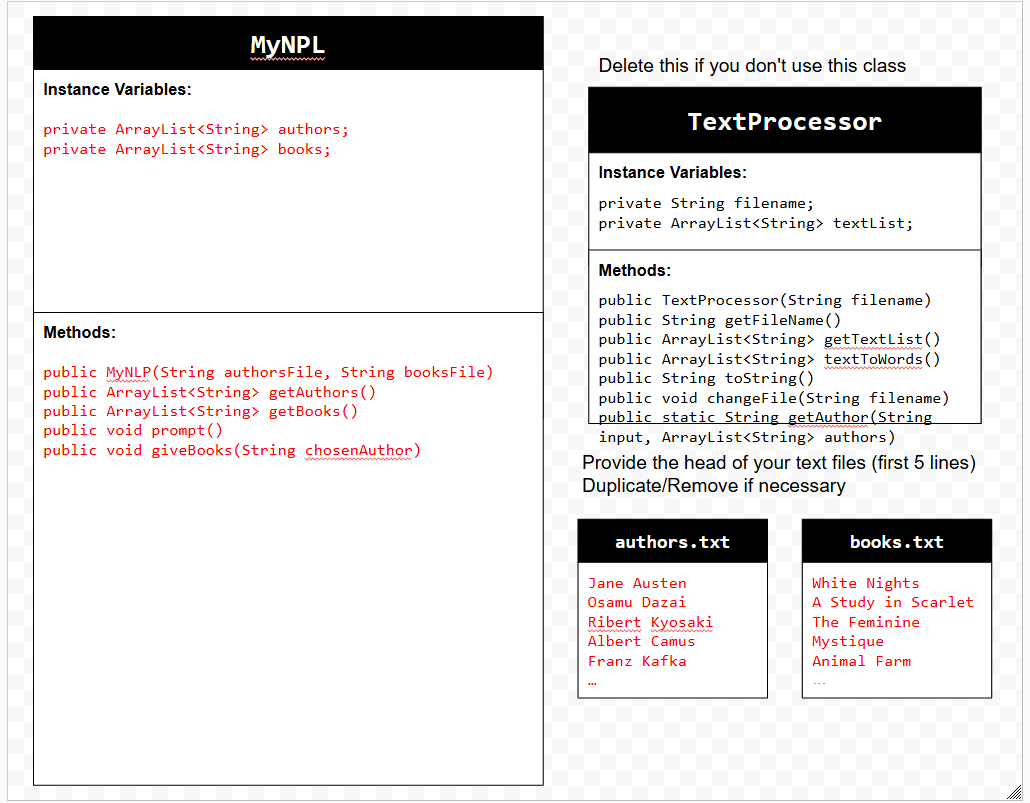 MyNPL
Instance Variables:
private ArrayList<String> authors;
private ArrayList<String> books;
Methods:
public MyNLP(String authorsFile, String booksFile)
public ArrayList<String> getAuthors()
public ArrayList<String> getBooks()
public void prompt()
public void giveBooks(String chosenAuthor)
Delete this if you don't use this class
TextProcessor
Instance Variables:
private String filename;
private ArrayList<String> textList;
Methods:
public TextProcessor(String filename)
public String getFileName()
public ArrayList<String> getTextList()
public ArrayList<String> textToWords()
public String toString()
public void changeFile(String filename)
public static String getAuthor(String
input, ArrayList<String> authors)
Provide the head of your text files (first 5 lines)
Duplicate/Remove if necessary
authors.txt
Jane Austen
Osamu Dazai
Ribert Kyosaki
Albert Camus
Franz Kafka
…
books.txt
White Nights
A Study in Scarlet
The Feminine
Mystique
Animal Farm
...